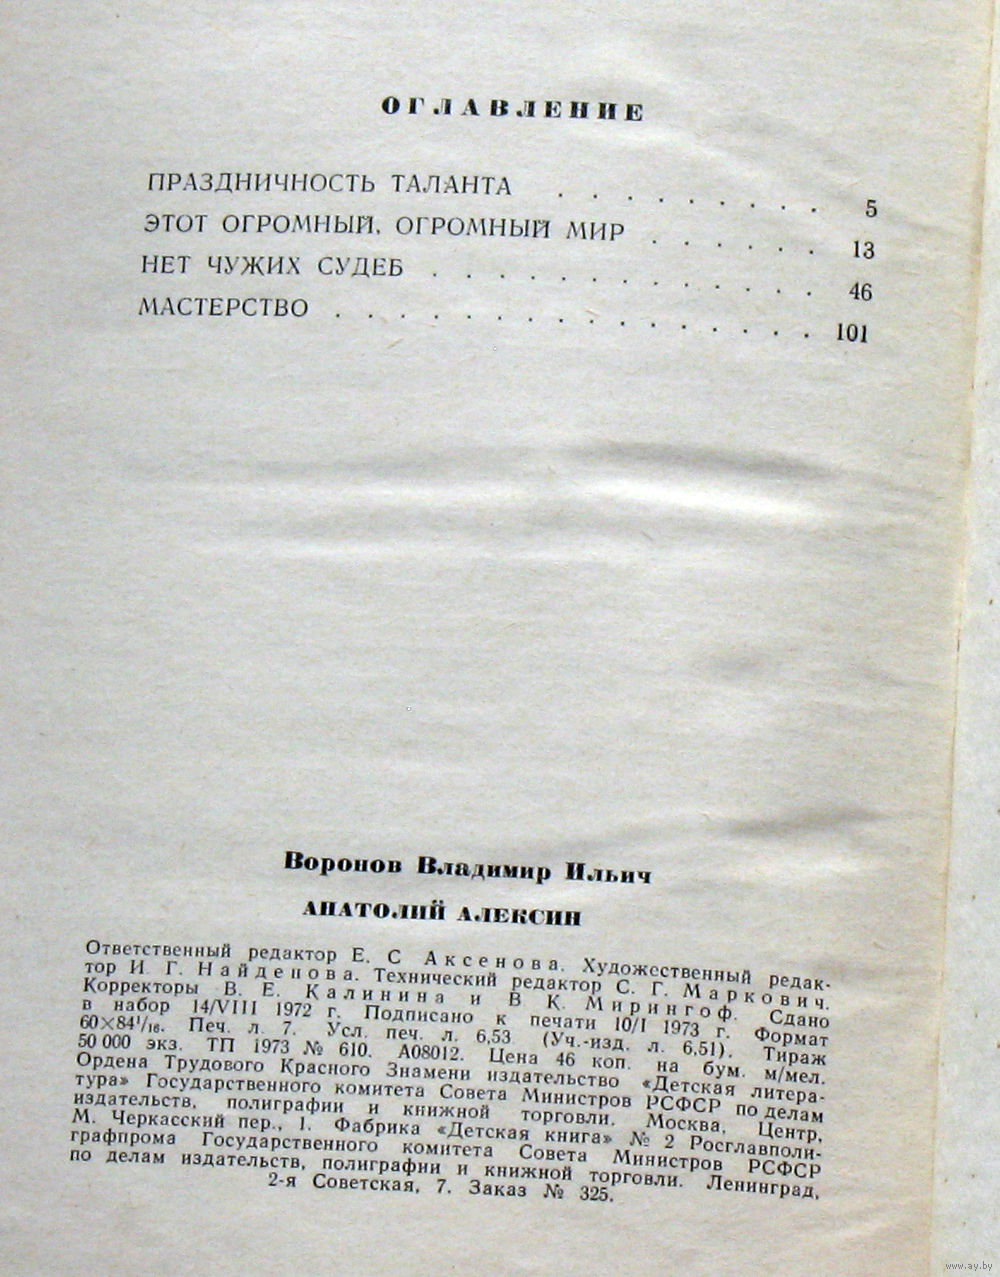 ОГЛАВЛЕНИЕ
ПРАЗДНИЧНОСТЬ ТАЛАНТА . . . . . . . . . 5
ЭТОТ ОГРОМНЫЙ, ОГРОМНЫЙ МИР . . . . . . 13
НЕТ ЧУЖИХ СУДЕБ . . . . . . . . . . . . 46
МАСТЕРСТВО . . . . . . . . . . . . . . . 101
Воронов Владимир Ильич
АНАТОЛИЙ АЛЕКСИН
Ответственный редактор Е. С Аксенова. Художественный редак-
тор И. Г. Найденова. Технический редактор С. Г. Маркович.
Корректоры В. Е. Калинина и В К. Мирингоф. Сдано
в набор 14/VIII 1972 г. Подписано к печати 10/I 1973 г. Формат
60×84¹/₁₆. Печ. л. 7. Усл. печ. л. 6,53 (Уч.-изд. л. 6,51). Тираж
50 000 экз. ТП 1973 № 610. А08012. Цена 46 коп. на бум. м/мел.
Ордена Трудового Красного Знамени издательство «Детская литера-
тура» Государственного комитета Совета Министров РСФСР по делам
издательств, полиграфии и книжной торговли. Москва, Центр,
М. Черкасский пер., 1. Фабрика «Детская книга» № 2 Росглавполи-
графпрома Государственного комитета Совета Министров РСФСР
по делам издательств, полиграфии и книжной торговли. Ленинград,
2-я Советская, 7. Заказ № 325.
www.ay.by